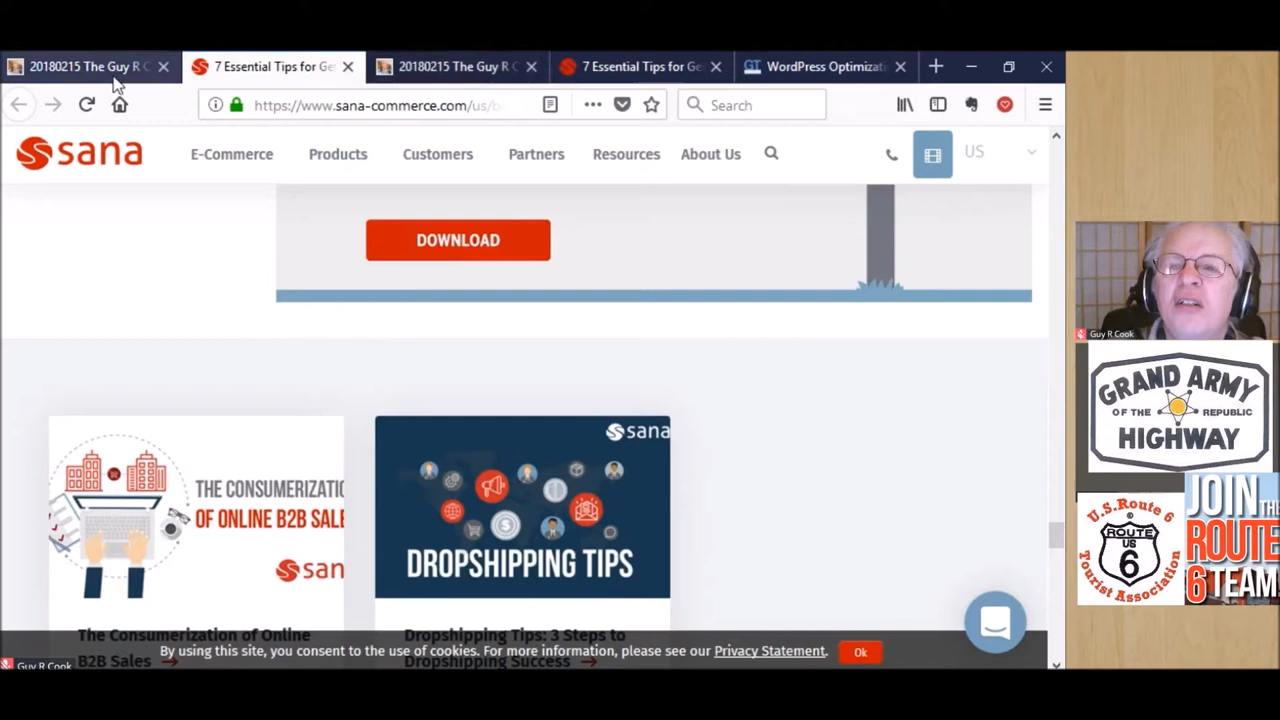 20180215 The Guy R C
7 Essential Tips for Ge
20180215 The Guy R C
7 Essential Tips for Ge
GT WordPress Optimizati
https://www.sana-commerce.com/us/b
Search
sana
E-Commerce
Products
Customers
Partners
Resources
About Us
US
DOWNLOAD
THE CONSUMERIZATIO
OF ONLINE B2B SALE
san
sana
DROPSHIPPING TIPS
The Consumerization of Online
B2B Sales
Dropshipping Tips: 3 Steps to
Dropshipping Success
By using this site, you consent to the use of cookies. For more information, please see our Privacy Statement.
Ok
Guy R Cook
Guy R Cook
GRAND ARMY
OF THE REPUBLIC
HIGHWAY
U.S. Route 6
©
ROUTE
US
6
Tourist Association
JOIN TH
ROUTE
6 TEAM!